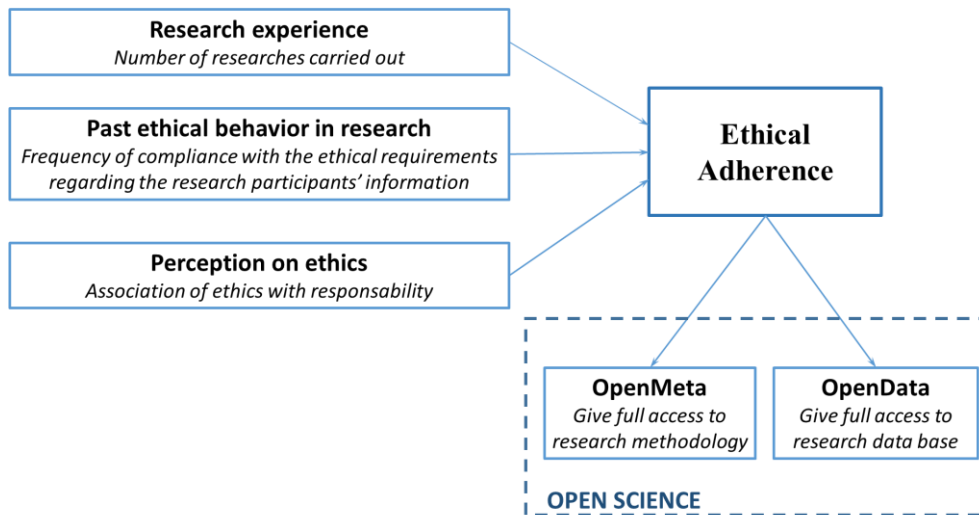 Research experience
Number of researches carried out
Past ethical behavior in research
Frequency of compliance with the ethical requirements
regarding the research participants' information
Perception on ethics
Association of ethics with responsability
Ethical
Adherence
OpenMeta
Give full access to
research methodology
OpenData
Give full access to
research data base
OPEN SCIENCE